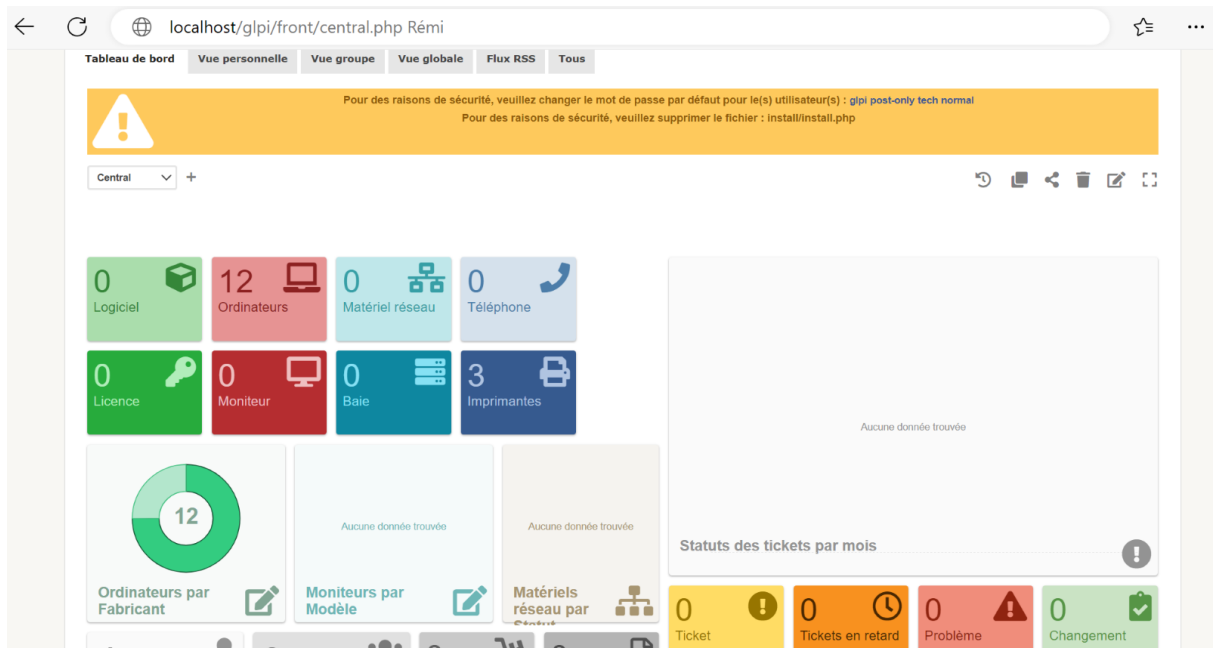 localhost/glpi/front/central.php Rémi
Tableau de bord Vue personnelle Vue groupe Vue globale Flux RSS Tous
Pour des raisons de sécurité, veuillez changer le mot de passe par défaut pour le(s) utilisateur(s) : glpi post-only tech normal
Pour des raisons de sécurité, veuillez supprimer le fichier : install/install.php
Central
0
Logiciel
12
Ordinateurs
0
Matériel réseau
0
Téléphone
0
Licence
0
Moniteur
0
Baie
3
Imprimantes
Aucune donnée trouvée
Statuts des tickets par mois
12
Ordinateurs par
Fabricant
Aucune donnée trouvée
Moniteurs par
Modèle
Aucune donnée trouvée
Matériels
réseau par
Statut
0
Ticket
0
Tickets en retard
0
Problème
0
Changement